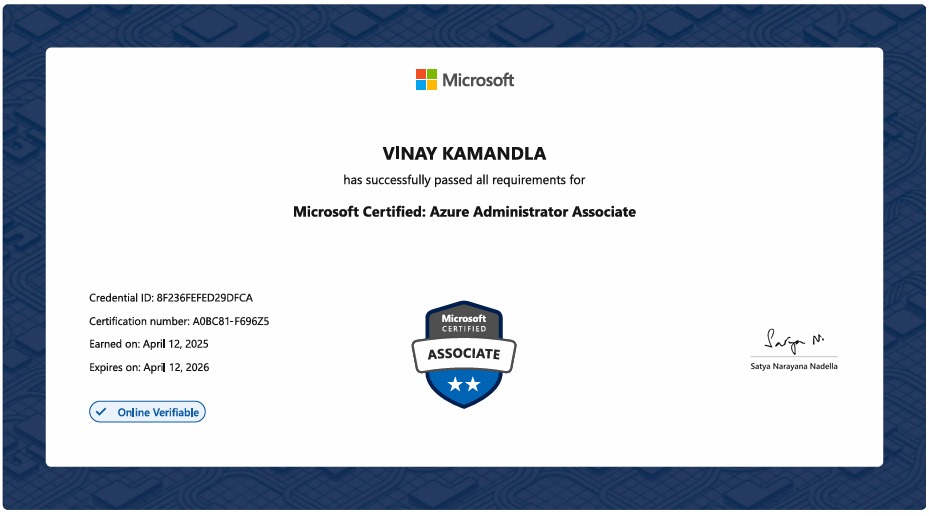 Microsoft
VINAY KAMANDLA
has successfully passed all requirements for
Microsoft Certified: Azure Administrator Associate
Credential ID: 8F236FEFED29DFCA
Certification number: A0BC81-F696Z5
Earned on: April 12, 2025
Expires on: April 12, 2026
Online Verifiable
Microsoft
CERTIFIED
ASSOCIATE
Satya N.
Satya Narayana Nadella